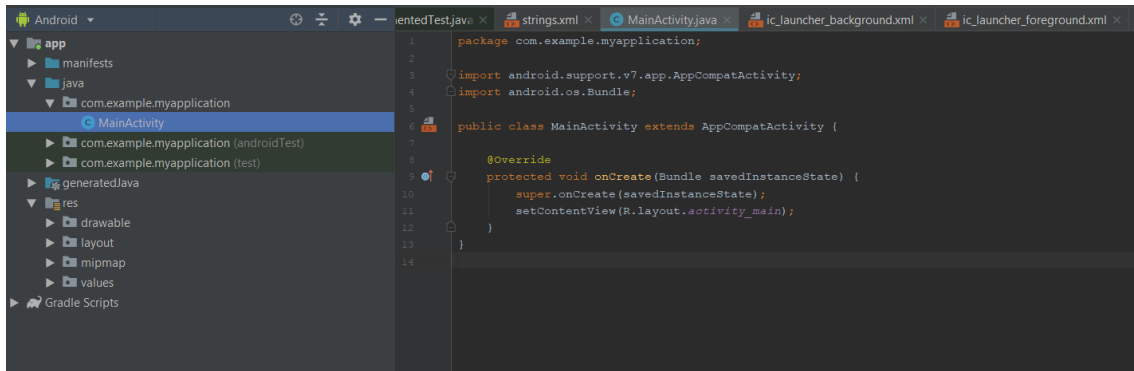 Android
app
manifests
java
com.example.myapplication
MainActivity
com.example.myapplication (androidTest)
com.example.myapplication (test)
generatedJava
res
drawable
layout
mipmap
values
Gradle Scripts
entedTest.java strings.xml MainActivity.java ic_launcher_background.xml ic_launcher_foreground.xml
1 package com.example.myapplication;
2
3 import android.support.v7.app.AppCompatActivity;
4 import android.os.Bundle;
5
6 public class MainActivity extends AppCompatActivity {
7
8 @Override
9 protected void onCreate(Bundle savedInstanceState) {
10 super.onCreate(savedInstanceState);
11 setContentView(R.layout.activity_main);
12 }
13 }
14